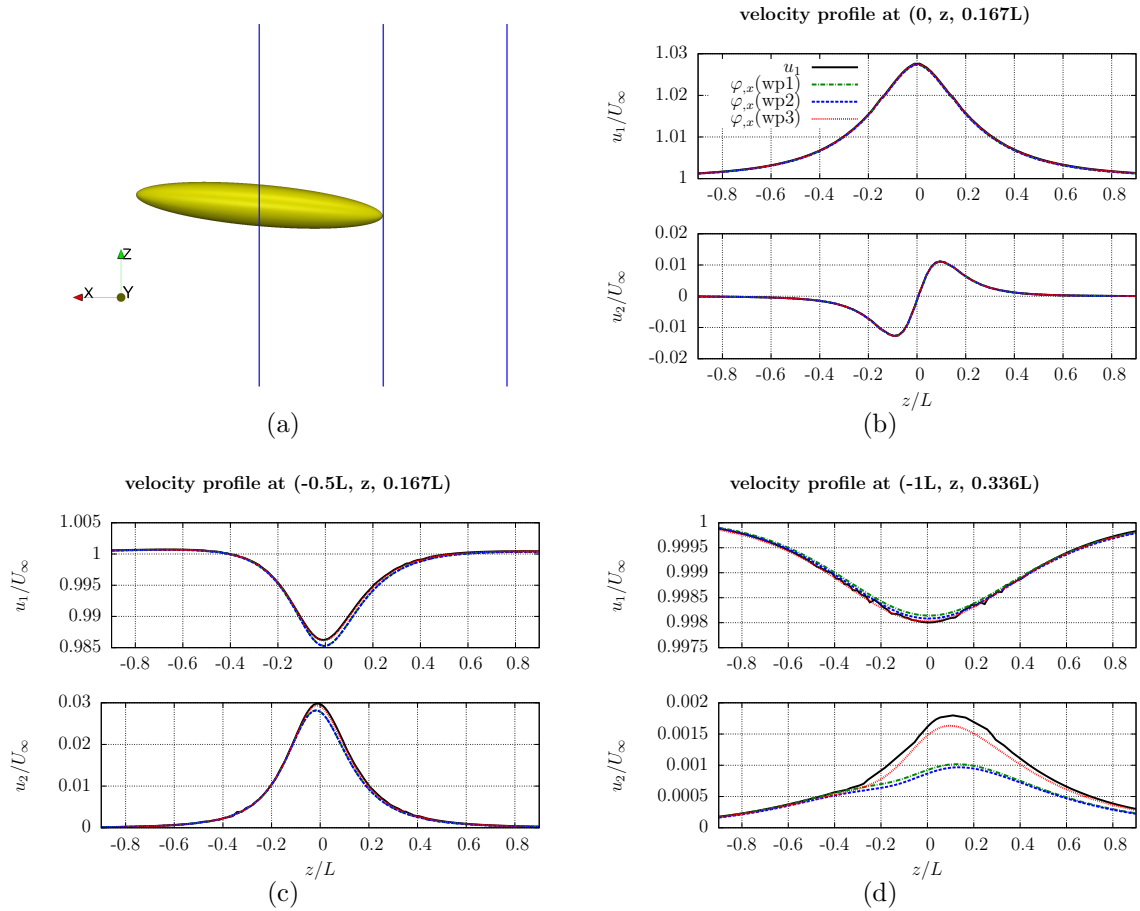 Z
X
Y
(a)
velocity profile at (0, z, 0.167L)
u₁/U∞
1.03
1.02
1.01
1
u₁
φ,ₓ(wp1)
φ,ₓ(wp2)
φ,ₓ(wp3)
-0.8 -0.6 -0.4 -0.2 0 0.2 0.4 0.6 0.8
u₂/U∞
0.02
0.01
0
-0.01
-0.02
-0.8 -0.6 -0.4 -0.2 0 0.2 0.4 0.6 0.8
z/L
(b)
velocity profile at (-0.5L, z, 0.167L)
u₁/U∞
1.005
1
0.995
0.99
0.985
-0.8 -0.6 -0.4 -0.2 0 0.2 0.4 0.6 0.8
u₂/U∞
0.03
0.02
0.01
0
-0.8 -0.6 -0.4 -0.2 0 0.2 0.4 0.6 0.8
z/L
(c)
velocity profile at (-1L, z, 0.336L)
u₁/U∞
1
0.9995
0.999
0.9985
0.998
0.9975
-0.8 -0.6 -0.4 -0.2 0 0.2 0.4 0.6 0.8
u₂/U∞
0.002
0.0015
0.001
0.0005
0
-0.8 -0.6 -0.4 -0.2 0 0.2 0.4 0.6 0.8
z/L
(d)